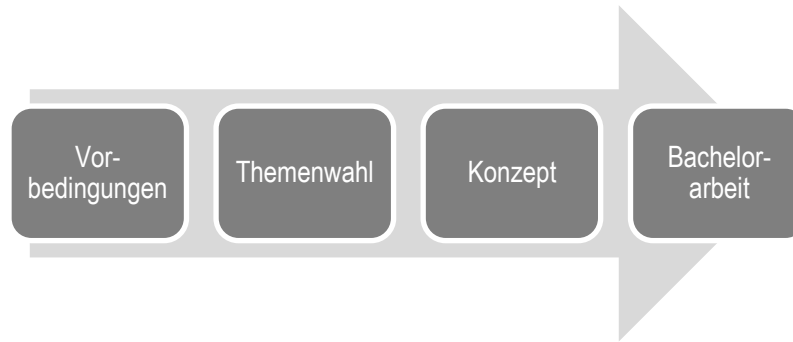 Vor-
bedingungen
Themenwahl
Konzept
Bachelor-
arbeit